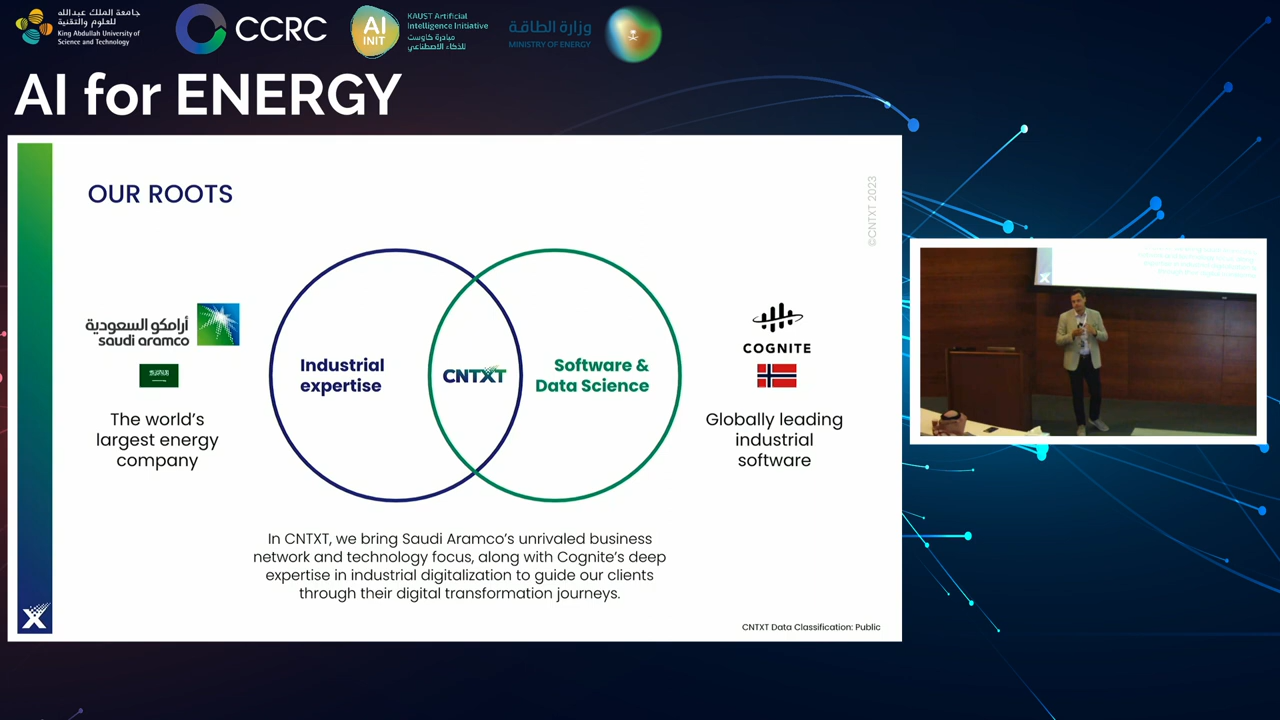 جامعة الملك عبدالله
للعلوم والتقنية
King Abdullah University of
Science and Technology
CCRC
AI
INIT
KAUST Artificial
Intelligence Initiative
مبادرة كاوست
للذكاء الاصطناعي
وزارة الطاقة
MINISTRY OF ENERGY
AI for ENERGY
OUR ROOTS
©CNTXT 2023
أرامكو السعودية
saudi aramco
The world's
largest energy
company
Industrial
expertise
CNTXT
Software &
Data Science
COGNITE
Globally leading
industrial
software
In CNTXT, we bring Saudi Aramco's unrivaled business
network and technology focus, along with Cognite's deep
expertise in industrial digitalization to guide our clients
through their digital transformation journeys.
X
CNTXT Data Classification: Public